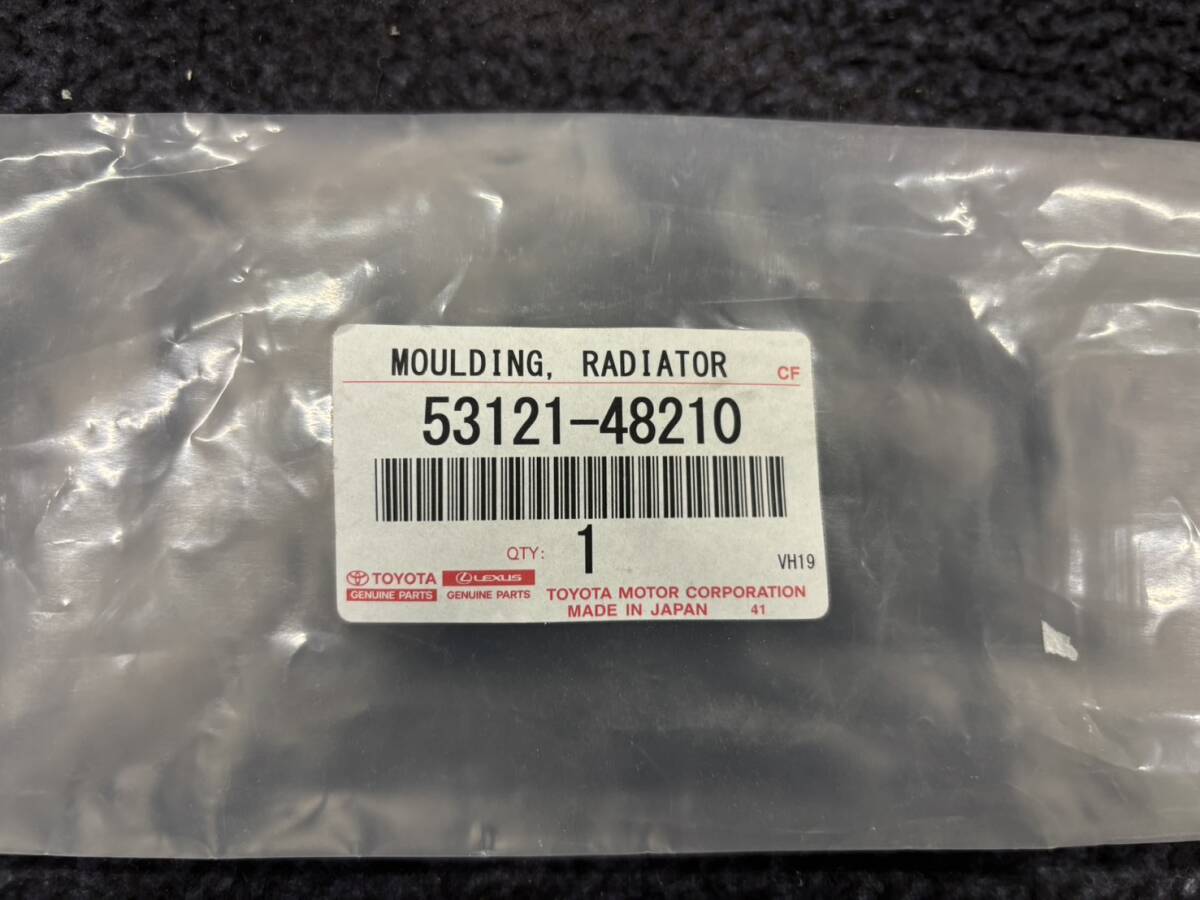 MOULDING, RADIATOR
CF
53121-48210
QTY: 1
VH19
TOYOTA LEXUS
GENUINE PARTS GENUINE PARTS
TOYOTA MOTOR CORPORATION
MADE IN JAPAN 41